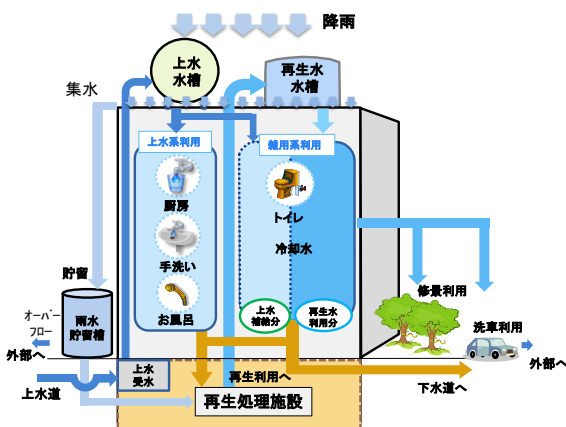 降雨
上水
水槽
再生水
水槽
集水
上水系利用
雑用系利用
厨房
トイレ
手洗い
冷却水
お風呂
貯留
オーバー
フロー
外部へ
雨水
貯留槽
上水
補給分
再生水
利用分
修景利用
洗車利用
外部へ
上水道
上水
受水
再生利用へ
再生処理施設
下水道へ